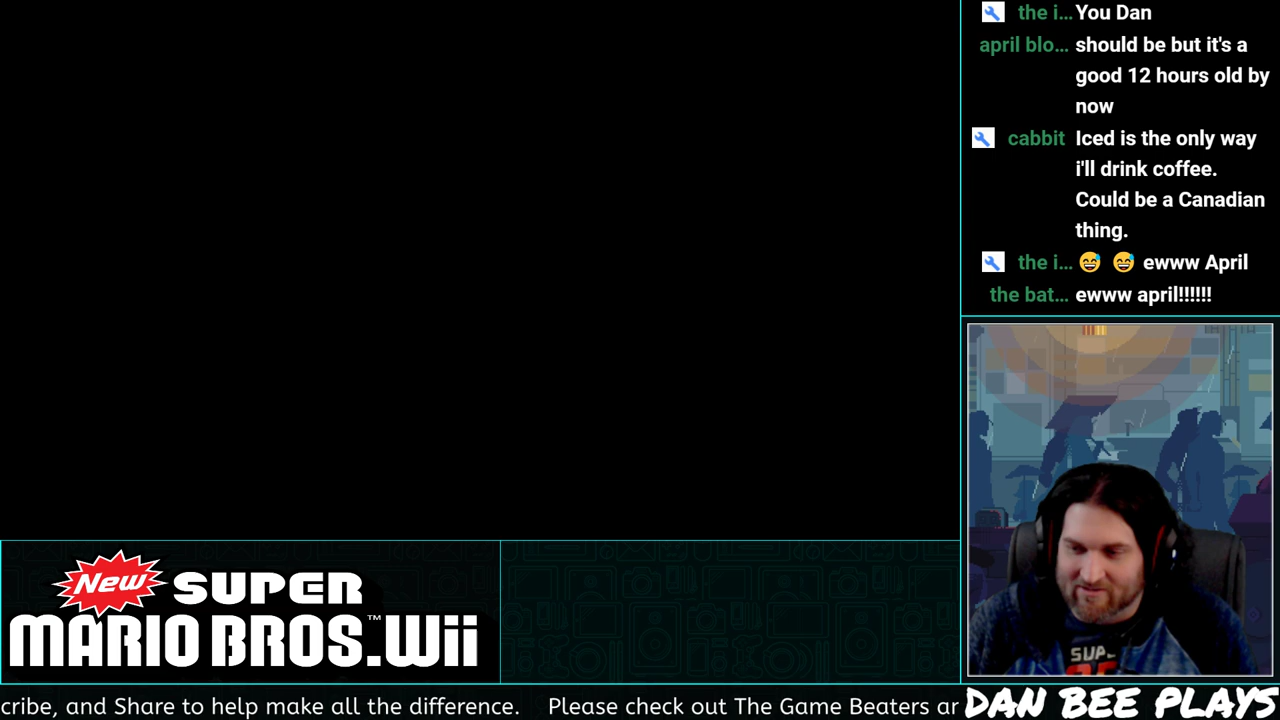 the i... You Dan
april blo... should be but it's a
good 12 hours old by
now
cabbit Iced is the only way
i'll drink coffee.
Could be a Canadian
thing.
the i... 😅 😅 ewww April
the bat... ewww april!!!!!!
New SUPER
MARIO BROS.Wii™
cribe, and Share to help make all the difference. Please check out The Game Beaters ar
DAN BEE PLAYS